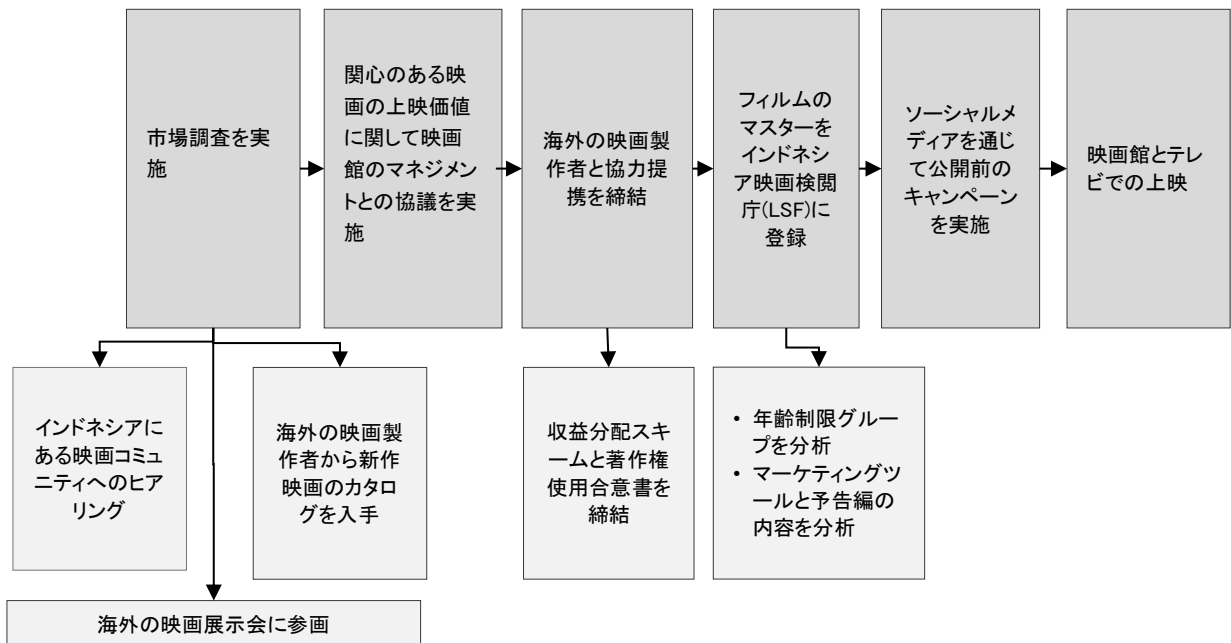 市場調査を実
施
関心のある映
画の上映価値
に関して映画
館のマネジメン
トとの協議を実
施
海外の映画製
作者と協力提
携を締結
フィルムの
マスターを
インドネシ
ア映画検閲
庁(LSF)に
登録
ソーシャルメ
ディアを通じ
て公開前の
キャンペーン
を実施
映画館とテレ
ビでの上映
インドネシアに
ある映画コミュ
ニティへのヒア
リング
海外の映画製
作者から新作
映画のカタロ
グを入手
収益分配スキ
ームと著作権
使用合意書を
締結
• 年齢制限グルー
プを分析
• マーケティングツ
ールと予告編の
内容を分析
海外の映画展示会に参画